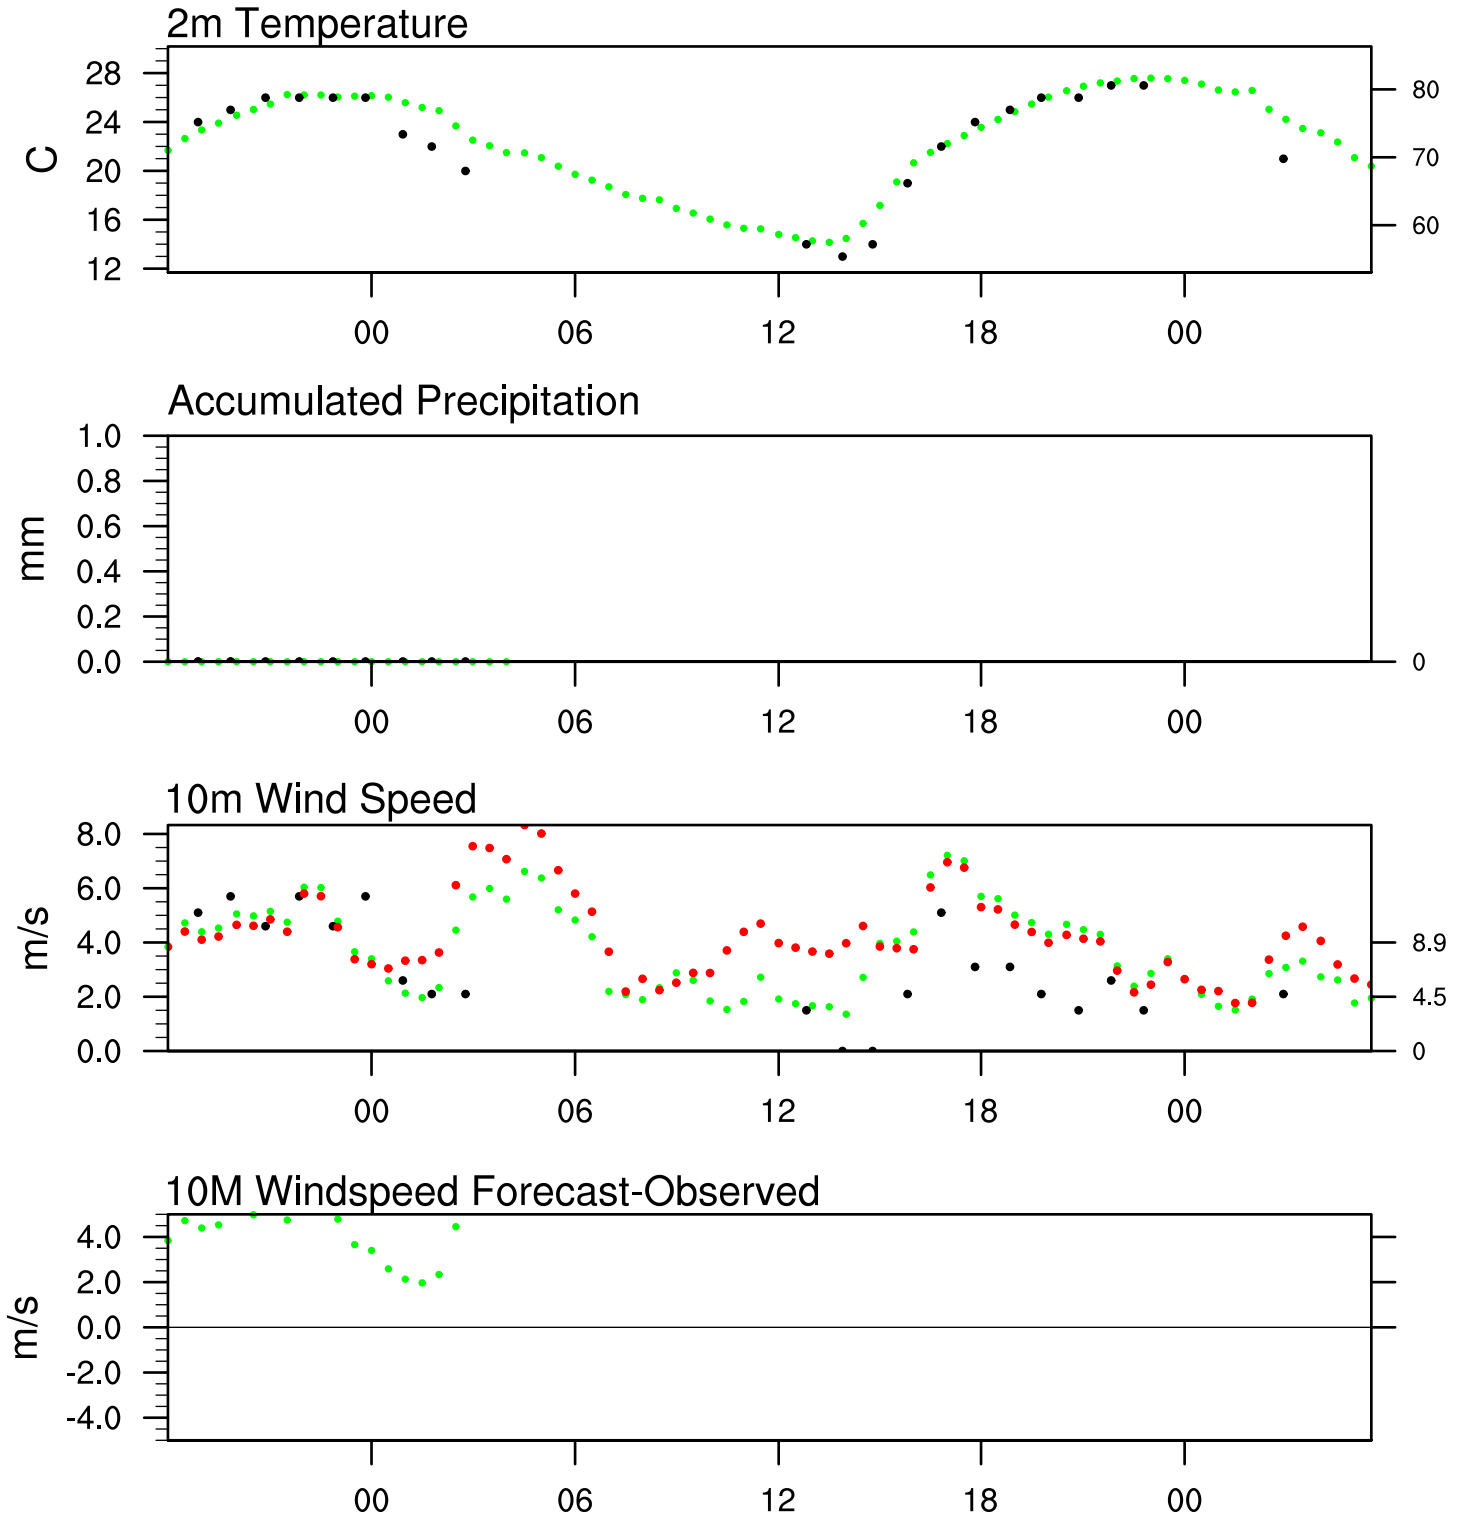 2m Temperature
28
24
20
16
12
C
80
70
60
00 06 12 18 00
Accumulated Precipitation
1.0
0.8
0.6
0.4
0.2
0.0
mm
0
00 06 12 18 00
10m Wind Speed
8.0
6.0
4.0
2.0
0.0
m/s
8.9
4.5
0
00 06 12 18 00
10M Windspeed Forecast-Observed
4.0
2.0
0.0
-2.0
-4.0
m/s
00 06 12 18 00